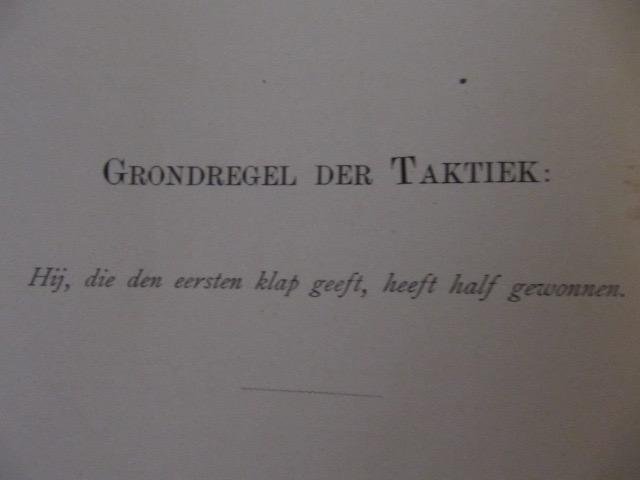 GRONDREGEL DER TAKTIEK:
Hij, die den eersten klap geeft, heeft half gewonnen.